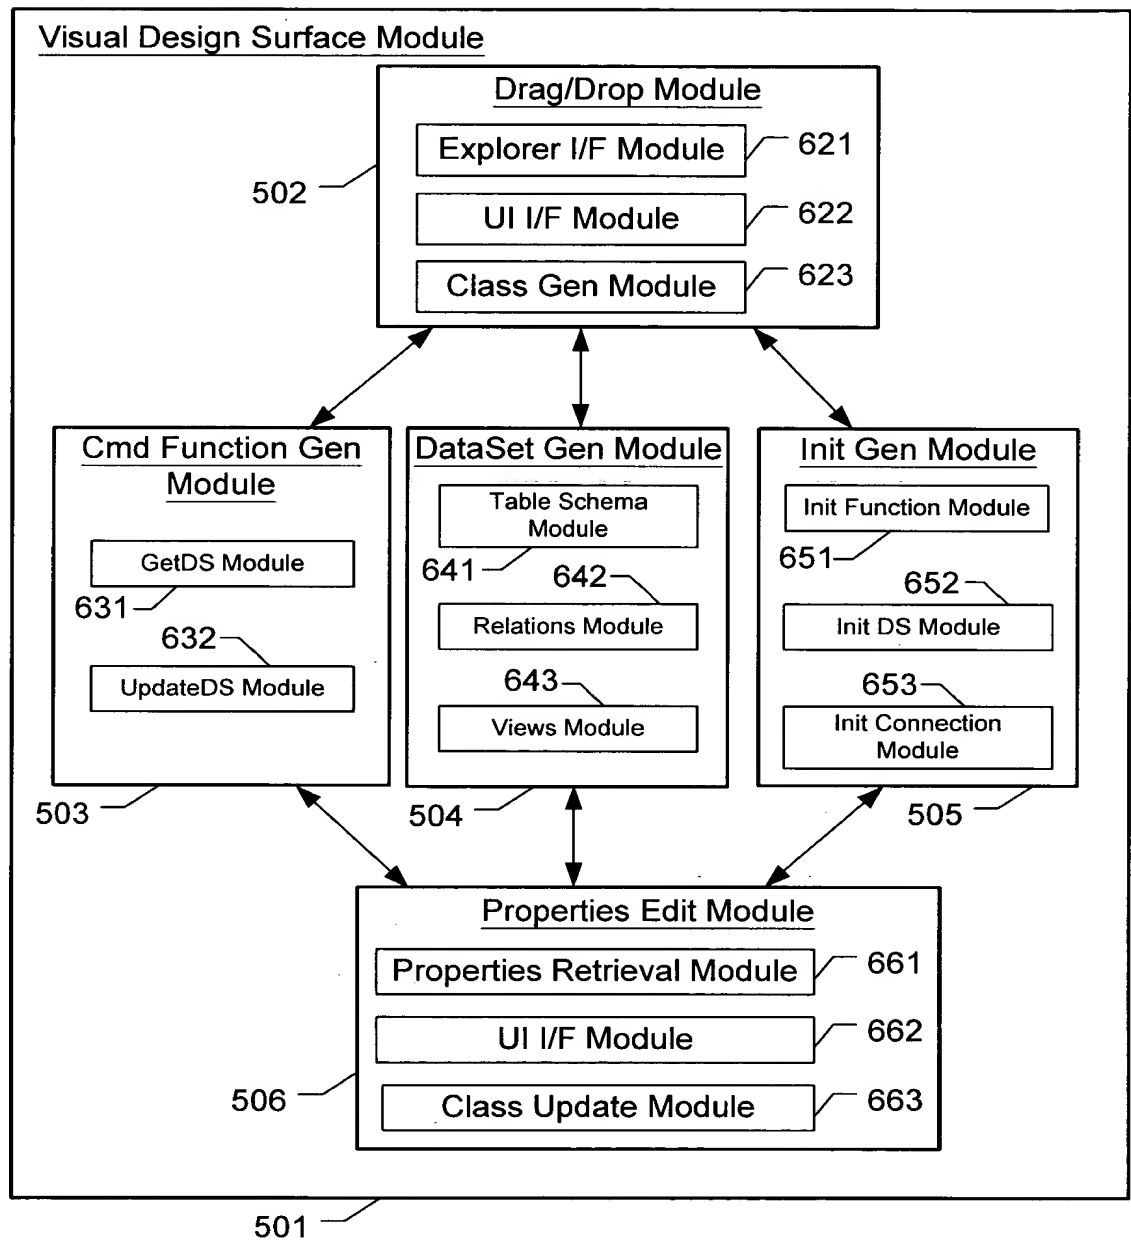 Visual Design Surface Module
Drag/Drop Module
Explorer I/F Module
621
502
UI I/F Module
622
Class Gen Module
623
Cmd Function Gen
Module
GetDS Module
631
632
UpdateDS Module
503
DataSet Gen Module
Table Schema
Module
641
642
Relations Module
643
Views Module
504
Init Gen Module
Init Function Module
651
652
Init DS Module
653
Init Connection
Module
505
Properties Edit Module
Properties Retrieval Module
661
UI I/F Module
662
506
Class Update Module
663
501